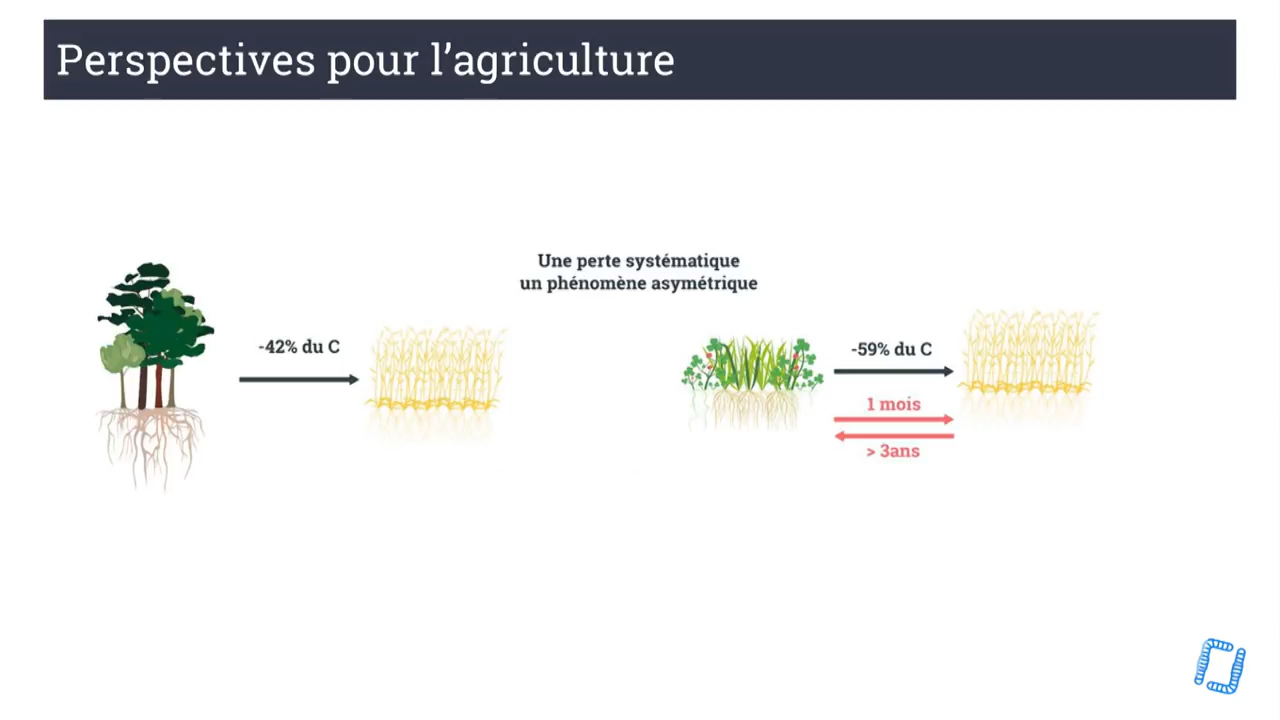 Perspectives pour l'agriculture
Une perte systématique
un phénomène asymétrique
-42% du C
-59% du C
1 mois
> 3ans